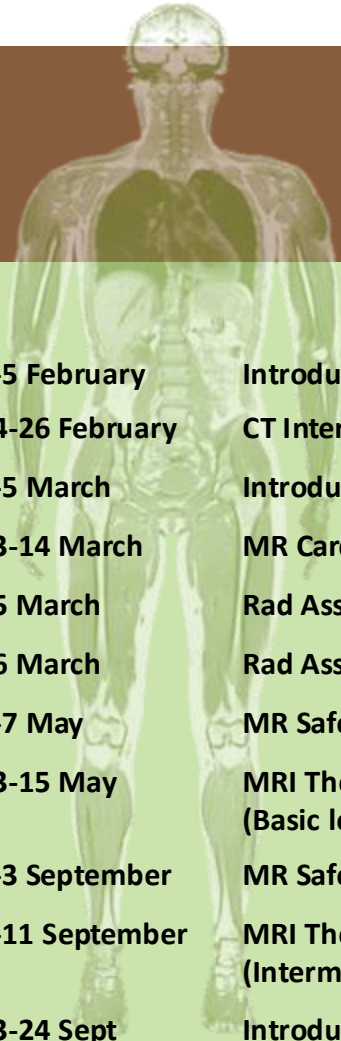 -5 February Introdu
4-26 February CT Inter
-5 March Introdu
3-14 March MR Card
5 March Rad Ass
6 March Rad Ass
-7 May MR Safe
3-15 May MRI The
(Basic le
-3 September MR Safe
-11 September MRI The
(Interm
3-24 Sept Introdu